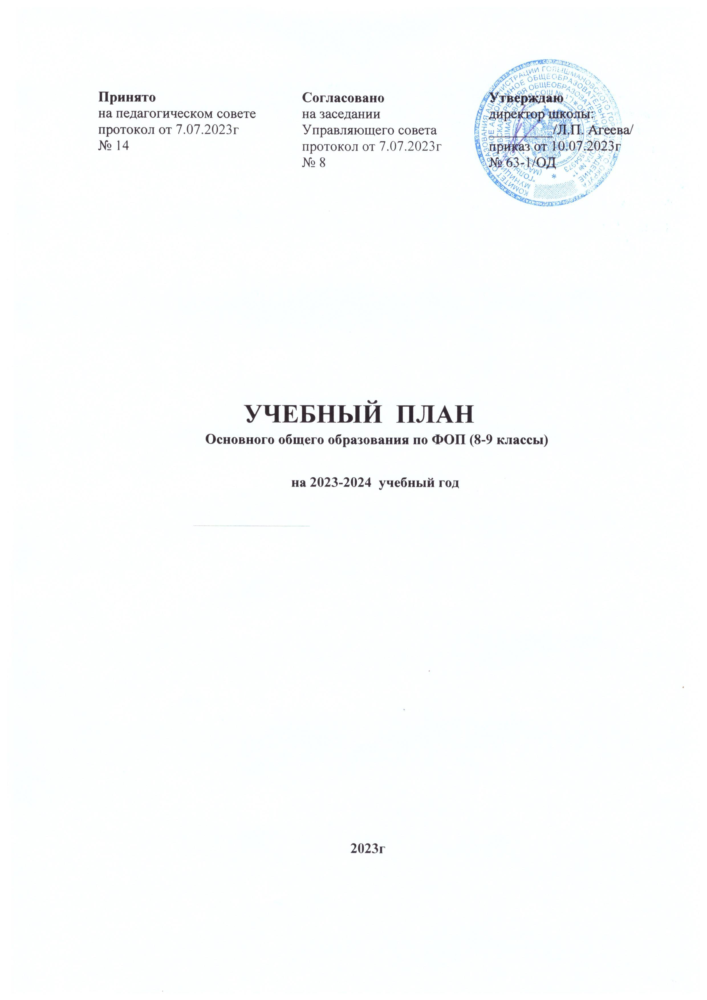 Принято
на педагогическом совете
протокол от 7.07.2023г
№ 14
Согласовано
на заседании
Управляющего совета
протокол от 7.07.2023г
№ 8
Утверждаю
директор школы:
__________/Л.П. Агеева/
приказ от 10.07.2023г
№ 63-1/ОД
УЧЕБНЫЙ ПЛАН
Основного общего образования по ФОП (8-9 классы)
на 2023-2024 учебный год
2023г